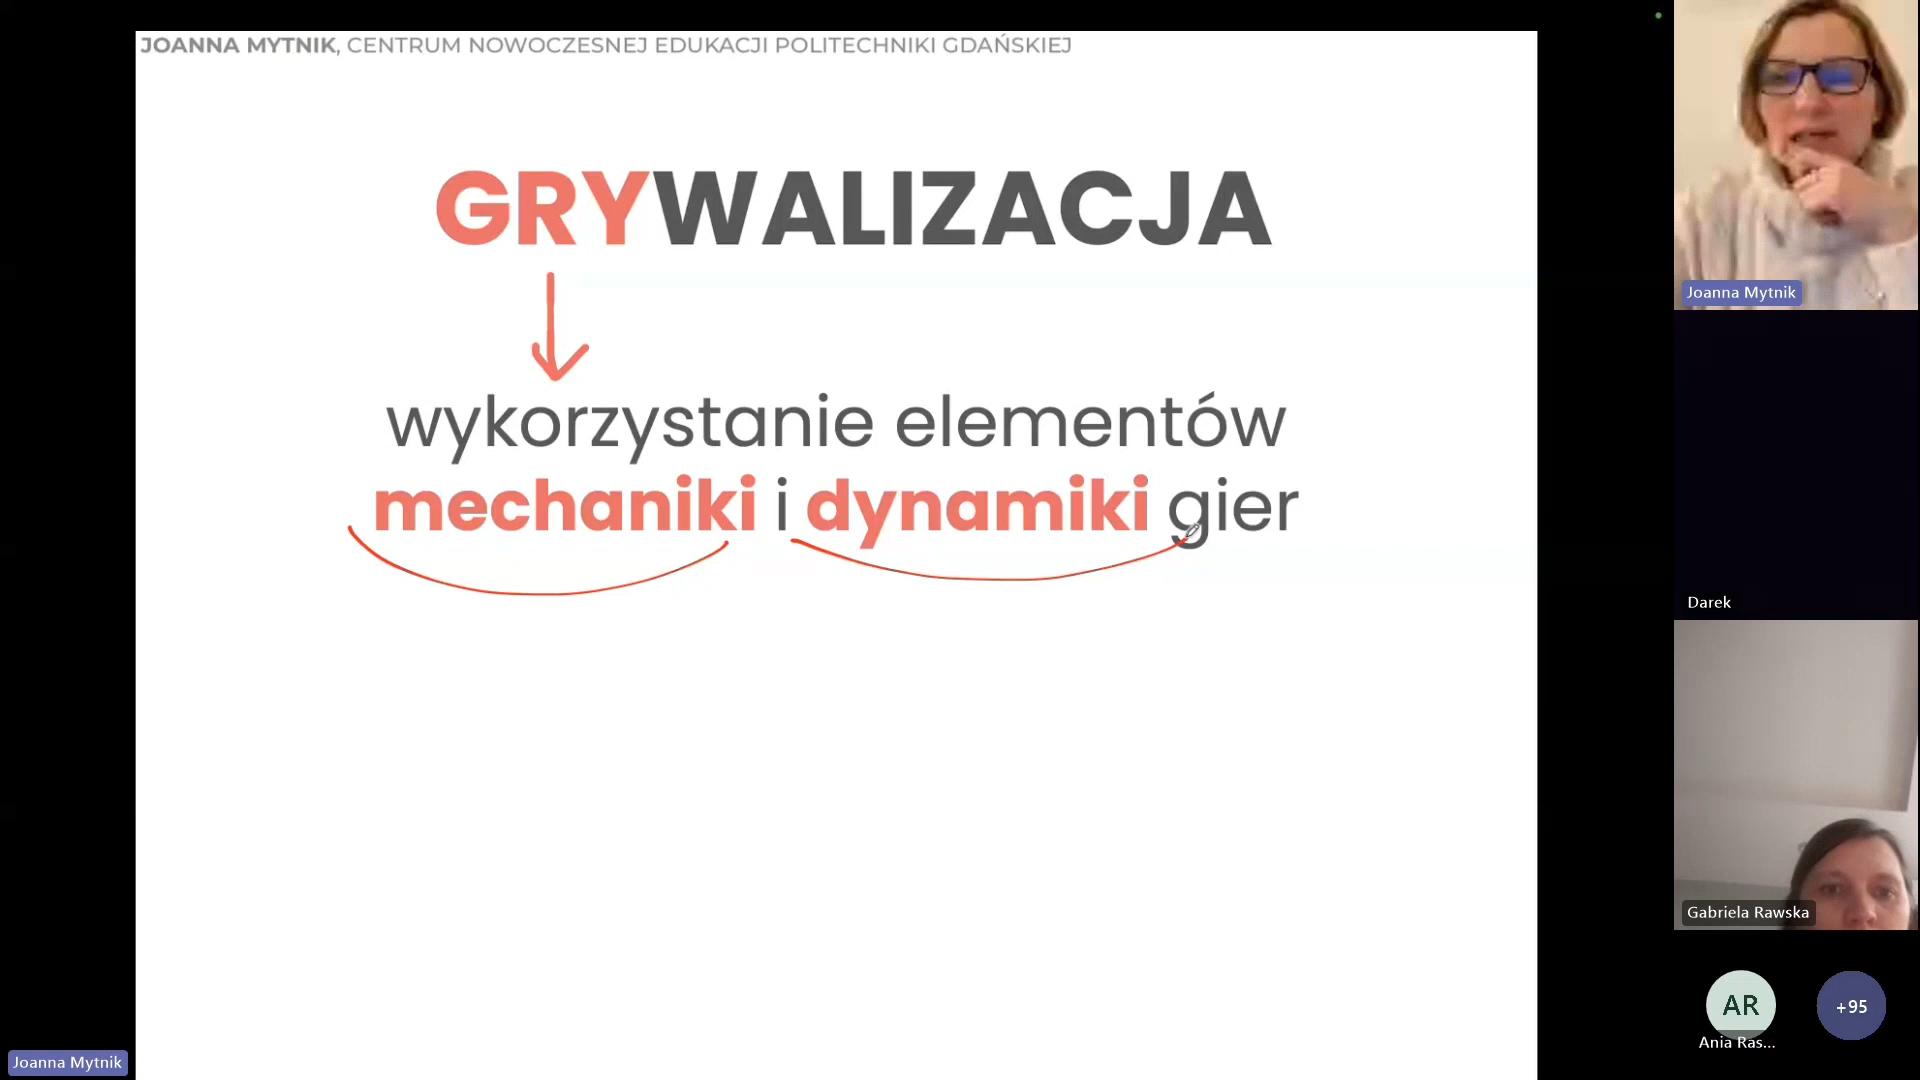 JOANNA MYTNIK, CENTRUM NOWOCZESNEJ EDUKACJI POLITECHNIKI GDAŃSKIEJ
GRYWALIZACJA
wykorzystanie elementów
mechaniki i dynamiki gier
Joanna Mytnik
Darek
Gabriela Rawska
AR
+95
Ania Ras...
Joanna Mytnik